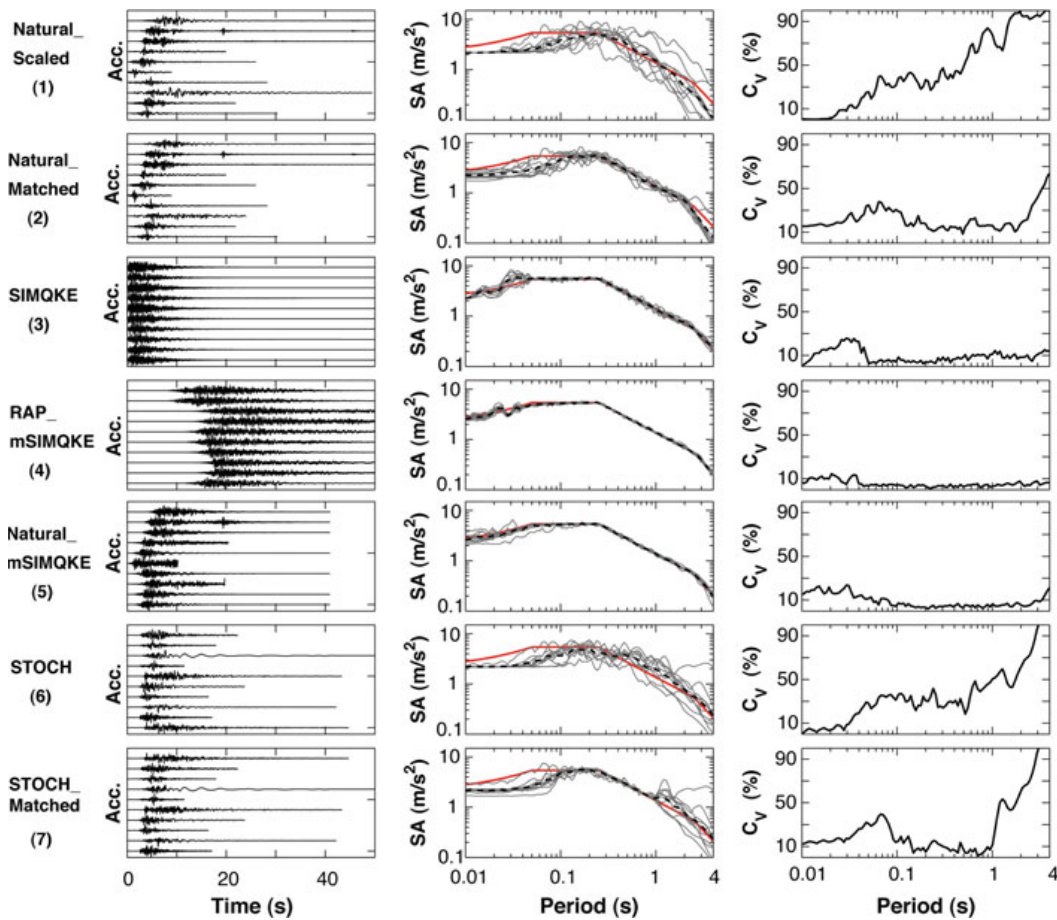 Natural_
Scaled
(1)
Acc.
SA (m/s²)
10
1
0.1
C_V (%)
90
50
10
Natural_
Matched
(2)
Acc.
SA (m/s²)
10
1
0.1
C_V (%)
90
50
10
SIMQKE
(3)
Acc.
SA (m/s²)
10
1
0.1
C_V (%)
90
50
10
RAP_
mSIMQKE
(4)
Acc.
SA (m/s²)
10
1
0.1
C_V (%)
90
50
10
Natural_
mSIMQKE
(5)
Acc.
SA (m/s²)
10
1
0.1
C_V (%)
90
50
10
STOCH
(6)
Acc.
SA (m/s²)
10
1
0.1
C_V (%)
90
50
10
STOCH_
Matched
(7)
Acc.
SA (m/s²)
10
1
0.1
C_V (%)
90
50
10
0 20 40
0.01 0.1 1 4
0.01 0.1 1 4
Time (s)
Period (s)
Period (s)